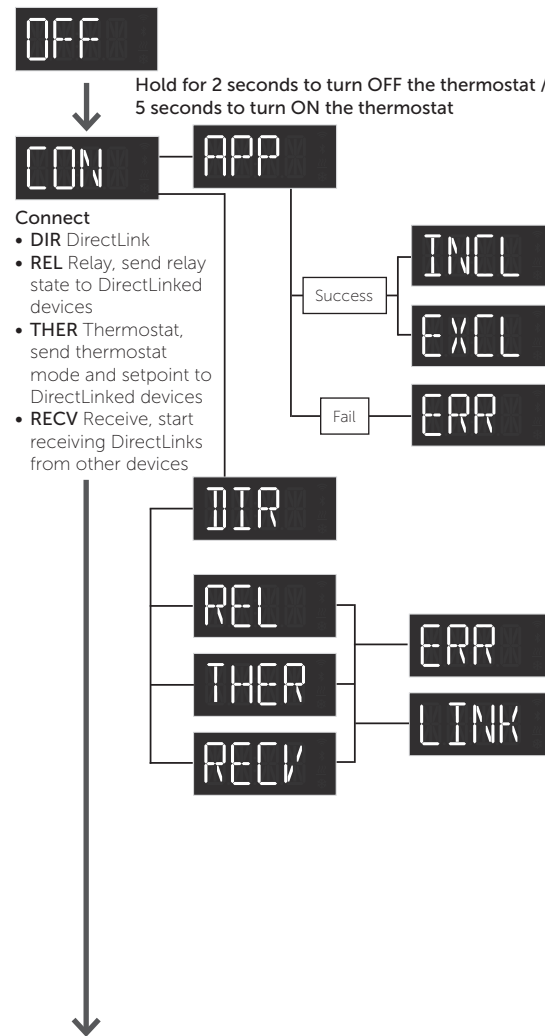 OFF
Hold for 2 seconds to turn OFF the thermostat /
5 seconds to turn ON the thermostat
CON
APP
Connect
• DIR DirectLink
• REL Relay, send relay
state to DirectLinked
devices
• THER Thermostat,
send thermostat
mode and setpoint to
DirectLinked devices
• RECV Receive, start
receiving DirectLinks
from other devices
Success
INCL
EXCL
Fail
ERR
DIR
REL
THER
RECV
ERR
LINK